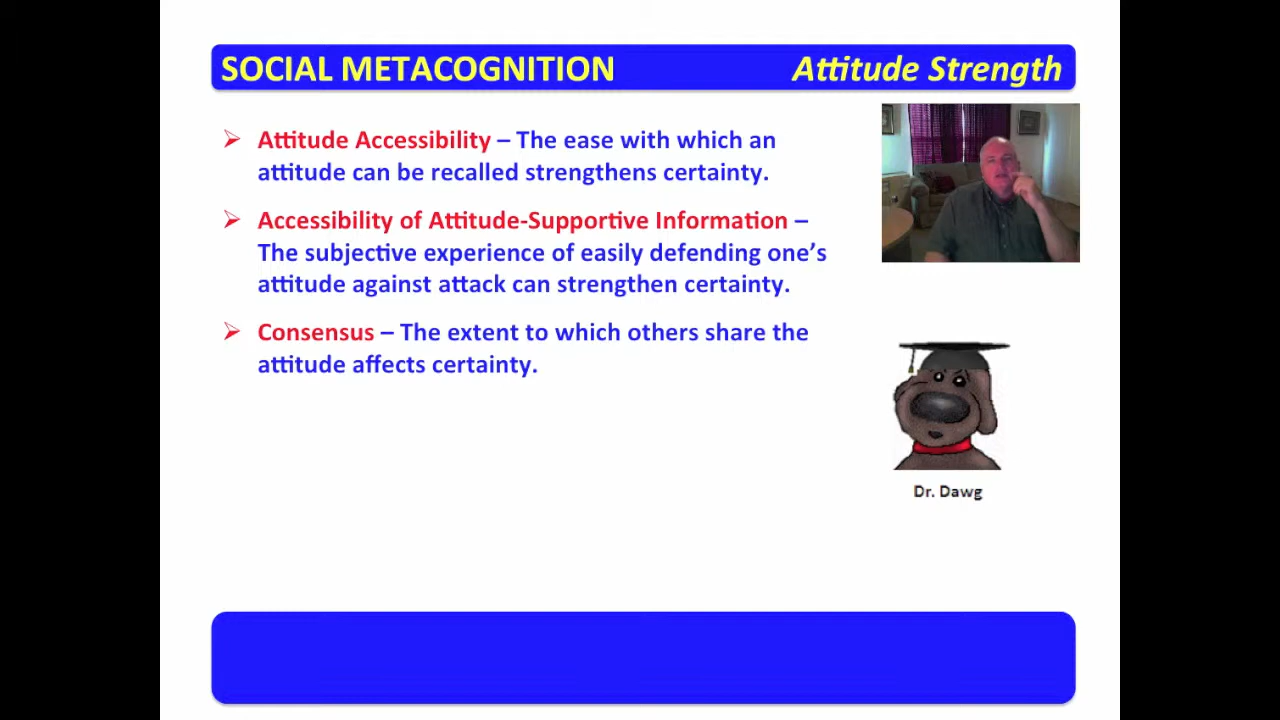 SOCIAL METACOGNITION Attitude Strength
Attitude Accessibility – The ease with which an
attitude can be recalled strengthens certainty.
Accessibility of Attitude-Supportive Information –
The subjective experience of easily defending one’s
attitude against attack can strengthen certainty.
Consensus – The extent to which others share the
attitude affects certainty.
Dr. Dawg